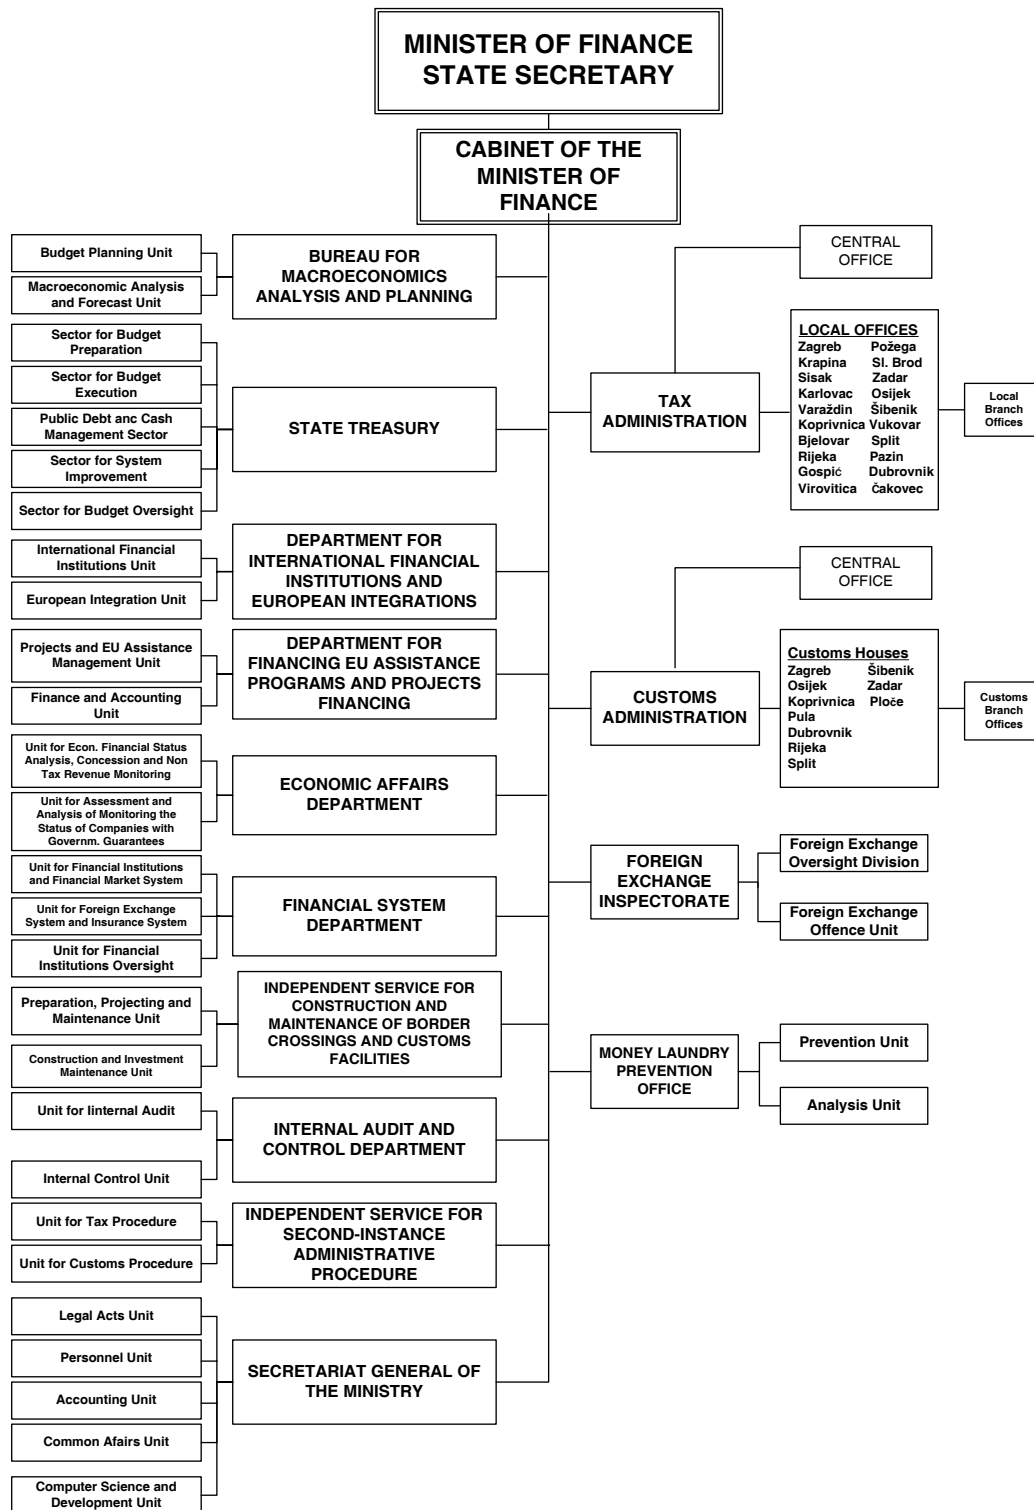 MINISTER OF FINANCE
STATE SECRETARY
CABINET OF THE
MINISTER OF
FINANCE
Budget Planning Unit
Macroeconomic Analysis
and Forecast Unit
BUREAU FOR
MACROECONOMICS
ANALYSIS AND PLANNING
Sector for Budget
Preparation
Sector for Budget
Execution
Public Debt anc Cash
Management Sector
Sector for System
Improvement
Sector for Budget Oversight
STATE TREASURY
International Financial
Institutions Unit
European Integration Unit
DEPARTMENT FOR
INTERNATIONAL FINANCIAL
INSTITUTIONS AND
EUROPEAN INTEGRATIONS
Projects and EU Assistance
Management Unit
Finance and Accounting
Unit
DEPARTMENT FOR
FINANCING EU ASSISTANCE
PROGRAMS AND PROJECTS
FINANCING
Unit for Econ. Financial Status
Analysis, Concession and Non
Tax Revenue Monitoring
Unit for Assessment and
Analysis of Monitoring the
Status of Companies with
Governm. Guarantees
ECONOMIC AFFAIRS
DEPARTMENT
Unit for Financial Institutions
and Financial Market System
Unit for Foreign Exchange
System and Insurance System
Unit for Financial
Institutions Oversight
FINANCIAL SYSTEM
DEPARTMENT
Preparation, Projecting and
Maintenance Unit
Construction and Investment
Maintenance Unit
INDEPENDENT SERVICE FOR
CONSTRUCTION AND
MAINTENANCE OF BORDER
CROSSINGS AND CUSTOMS
FACILITIES
Unit for Iinternal Audit
Internal Control Unit
INTERNAL AUDIT AND
CONTROL DEPARTMENT
Unit for Tax Procedure
Unit for Customs Procedure
INDEPENDENT SERVICE FOR
SECOND-INSTANCE
ADMINISTRATIVE
PROCEDURE
Legal Acts Unit
Personnel Unit
Accounting Unit
Common Afairs Unit
Computer Science and
Development Unit
SECRETARIAT GENERAL OF
THE MINISTRY
CENTRAL
OFFICE
TAX
ADMINISTRATION
LOCAL OFFICES
Zagreb Požega
Krapina Sl. Brod
Sisak Zadar
Karlovac Osijek
Varaždin Šibenik
Koprivnica Vukovar
Bjelovar Split
Rijeka Pazin
Gospić Dubrovnik
Virovitica Čakovec
Local
Branch
Offices
CENTRAL
OFFICE
CUSTOMS
ADMINISTRATION
Customs Houses
Zagreb Šibenik
Osijek Zadar
Koprivnica Ploče
Pula
Dubrovnik
Rijeka
Split
Customs
Branch
Offices
FOREIGN
EXCHANGE
INSPECTORATE
Foreign Exchange
Oversight Division
Foreign Exchange
Offence Unit
MONEY LAUNDRY
PREVENTION
OFFICE
Prevention Unit
Analysis Unit